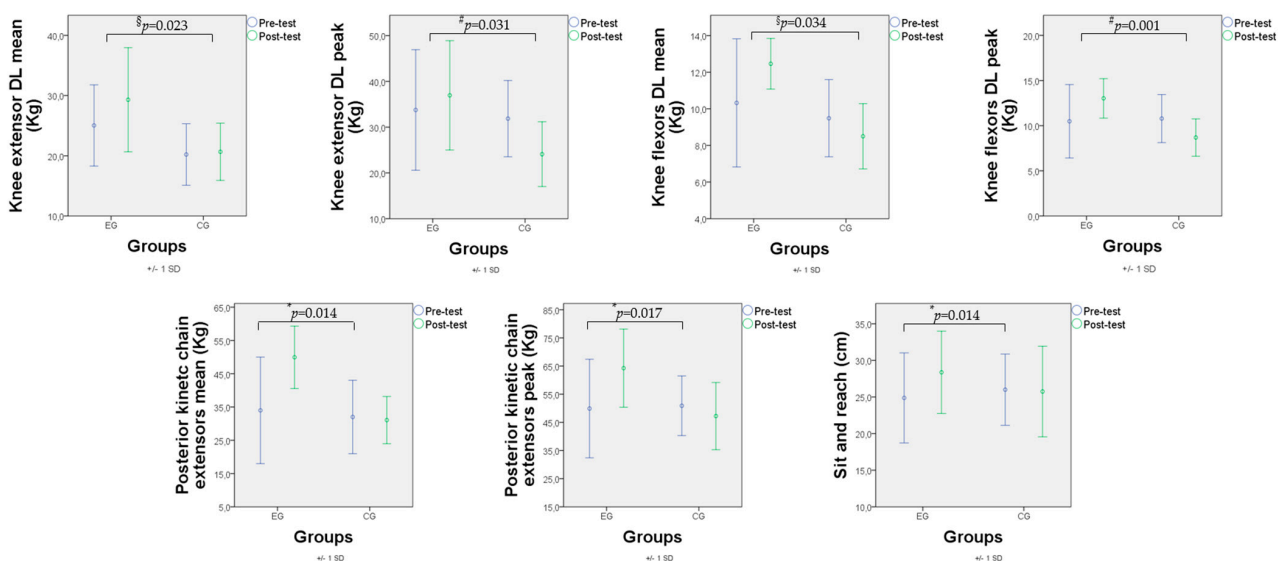 §
p=0.023
Pre-test
Post-test
Knee extensor DL mean
(Kg)
40,0
30,0
20,0
10,0
EG
CG
Groups
+/- 1 SD
#
p=0.031
Pre-test
Post-test
Knee extensor DL peak
(Kg)
50,0
40,0
30,0
20,0
10,0
EG
CG
Groups
+/- 1 SD
§
p=0.034
Pre-test
Post-test
Knee flexors DL mean
(Kg)
14,0
12,0
10,0
8,0
6,0
4,0
EG
CG
Groups
+/- 1 SD
#
p=0.001
Pre-test
Post-test
Knee flexors DL peak
(Kg)
20,0
15,0
10,0
5,0
0,0
EG
CG
Groups
+/- 1 SD
*
p=0.014
Pre-test
Post-test
Posterior kinetc chain
extensors mean (Kg)
65,0
55,0
45,0
35,0
25,0
15,0
5,0
EG
CG
Groups
+/- 1 SD
*
p=0.017
Pre-test
Post-test
Posterior kinetic chain
extensors peak (Kg)
85,0
75,0
65,0
55,0
45,0
35,0
25,0
15,0
EG
CG
Groups
+/- 1 SD
*
p=0.014
Pre-test
Post-test
Sit and reach (cm)
35,0
30,0
25,0
20,0
15,0
10,0
EG
CG
Groups
+/- 1 SD